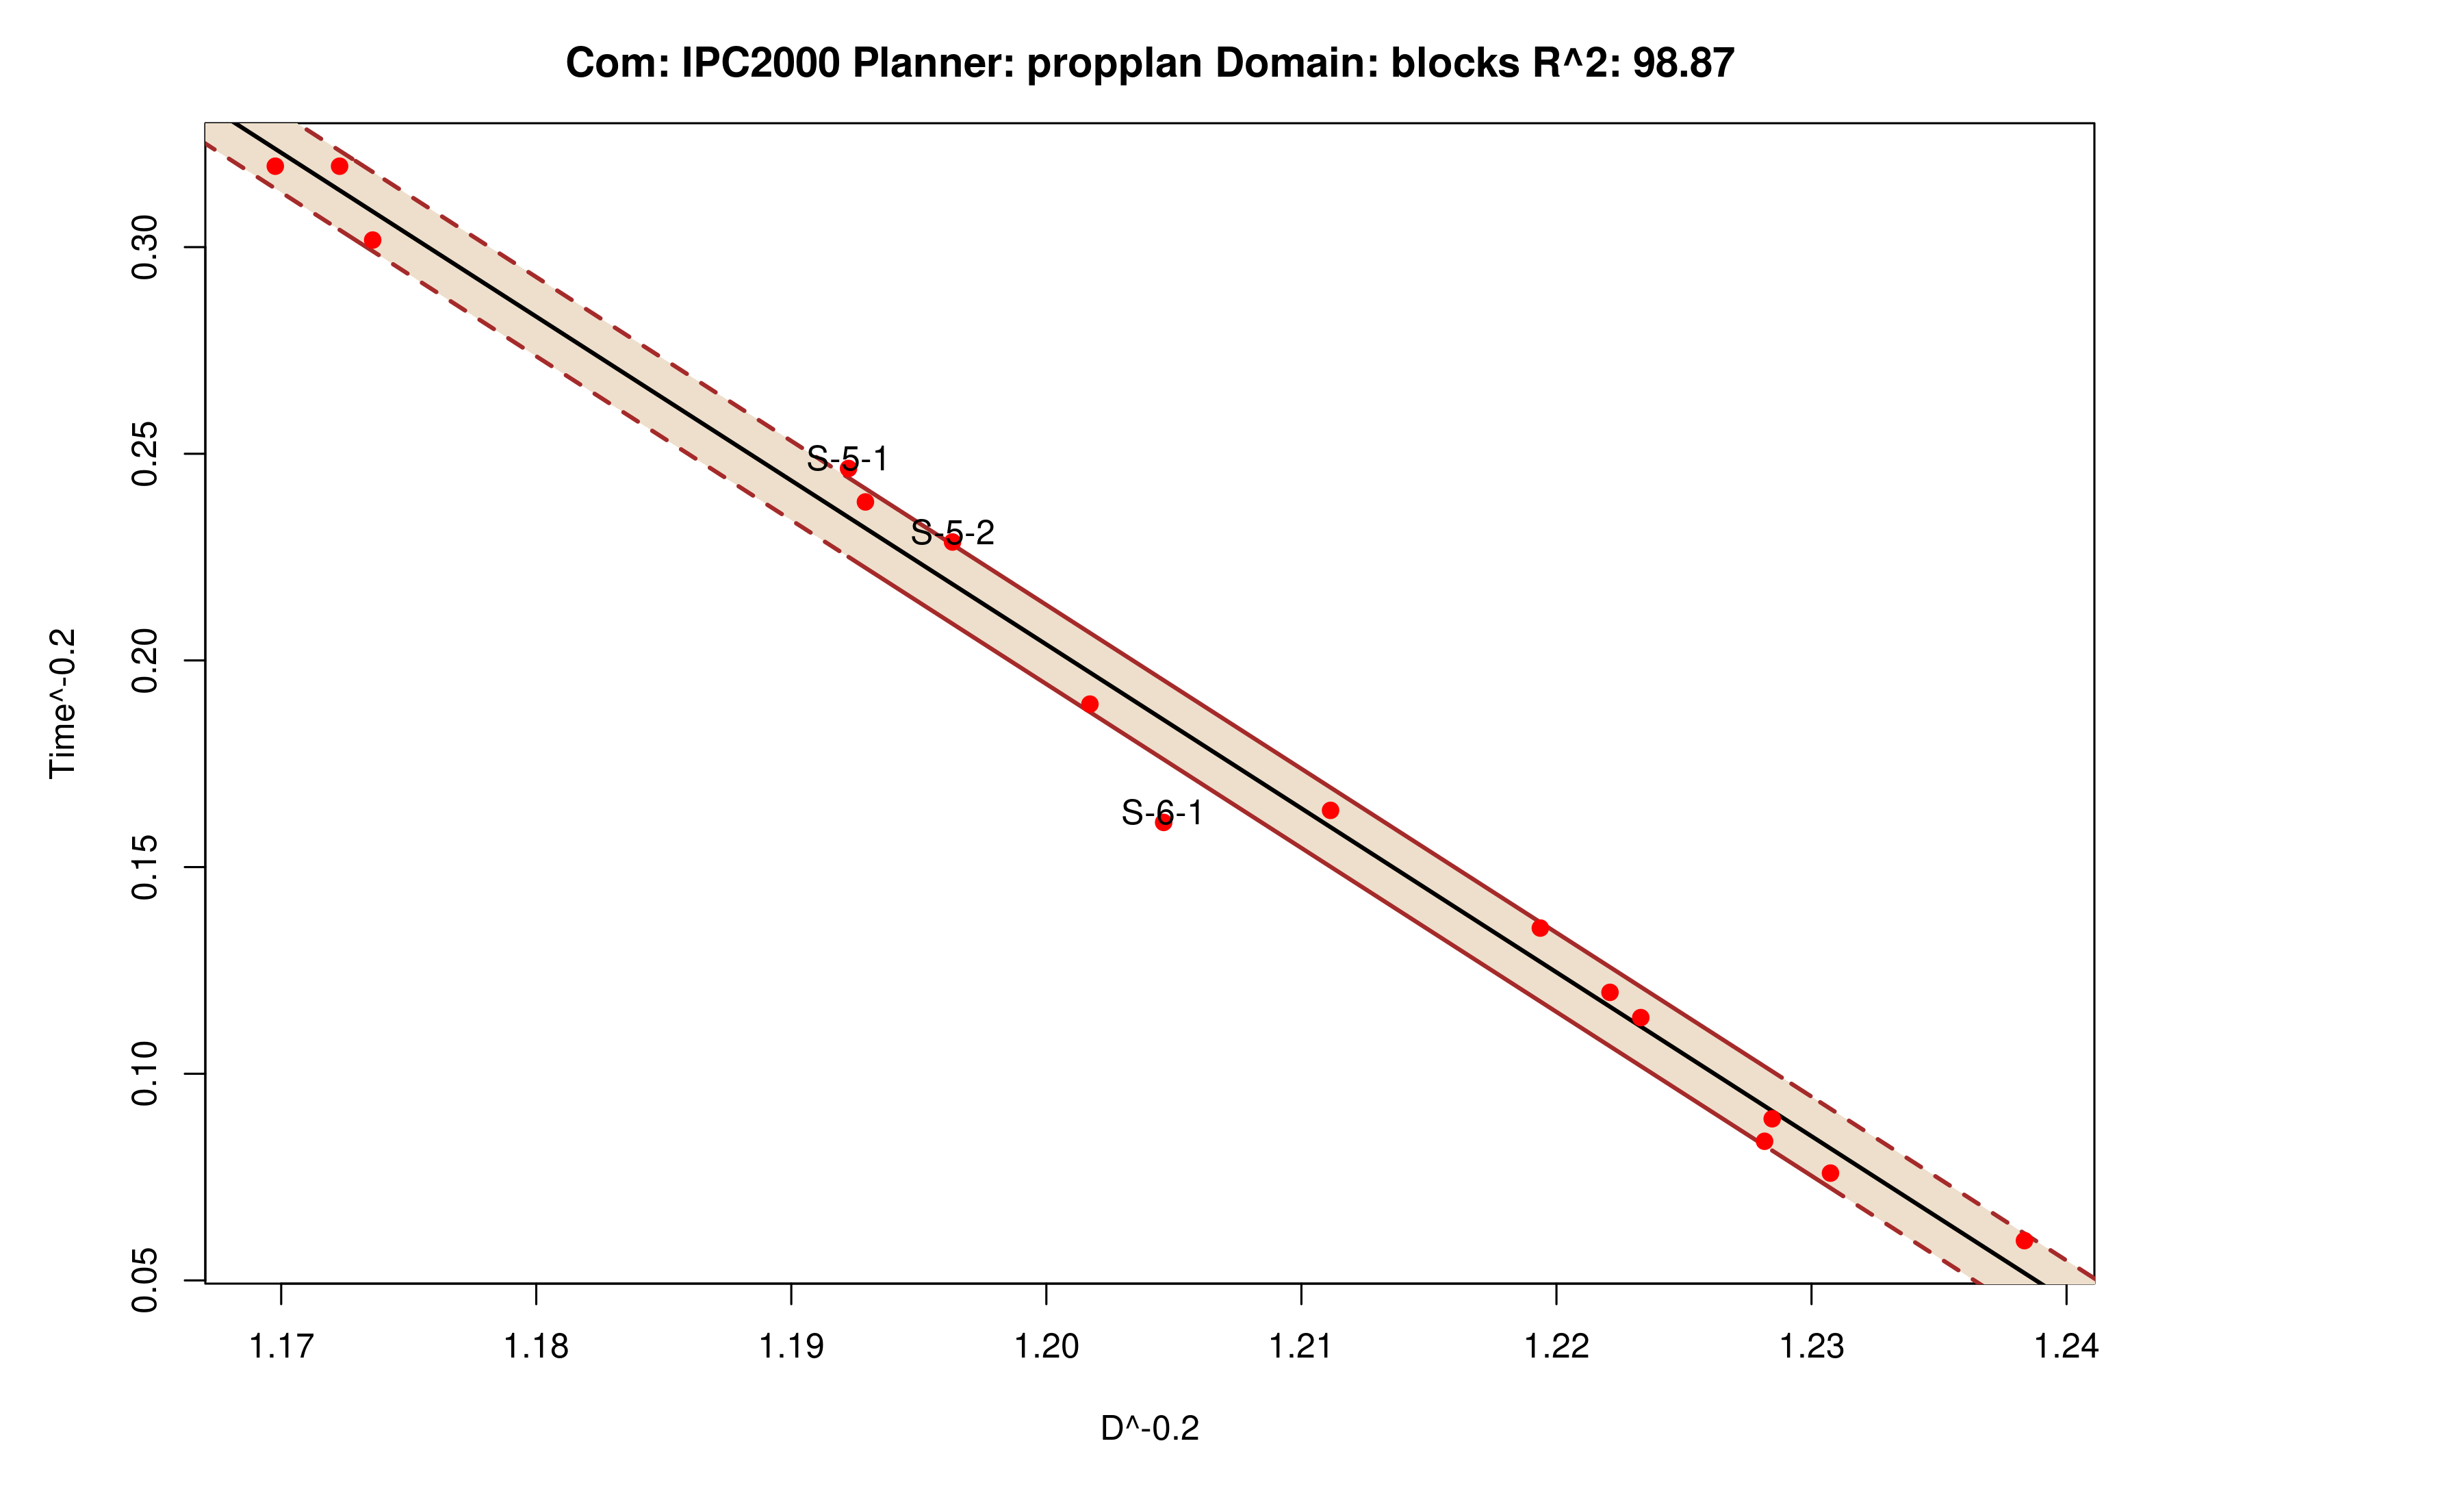 Com: IPC2000 Planner: propplan Domain: blocks R^2: 98.87
0.30
0.25
0.20
0.15
0.10
0.05
Time^-0.2
S-5-1
S-5-2
S-6-1
1.17 1.18 1.19 1.20 1.21 1.22 1.23 1.24
D^-0.2